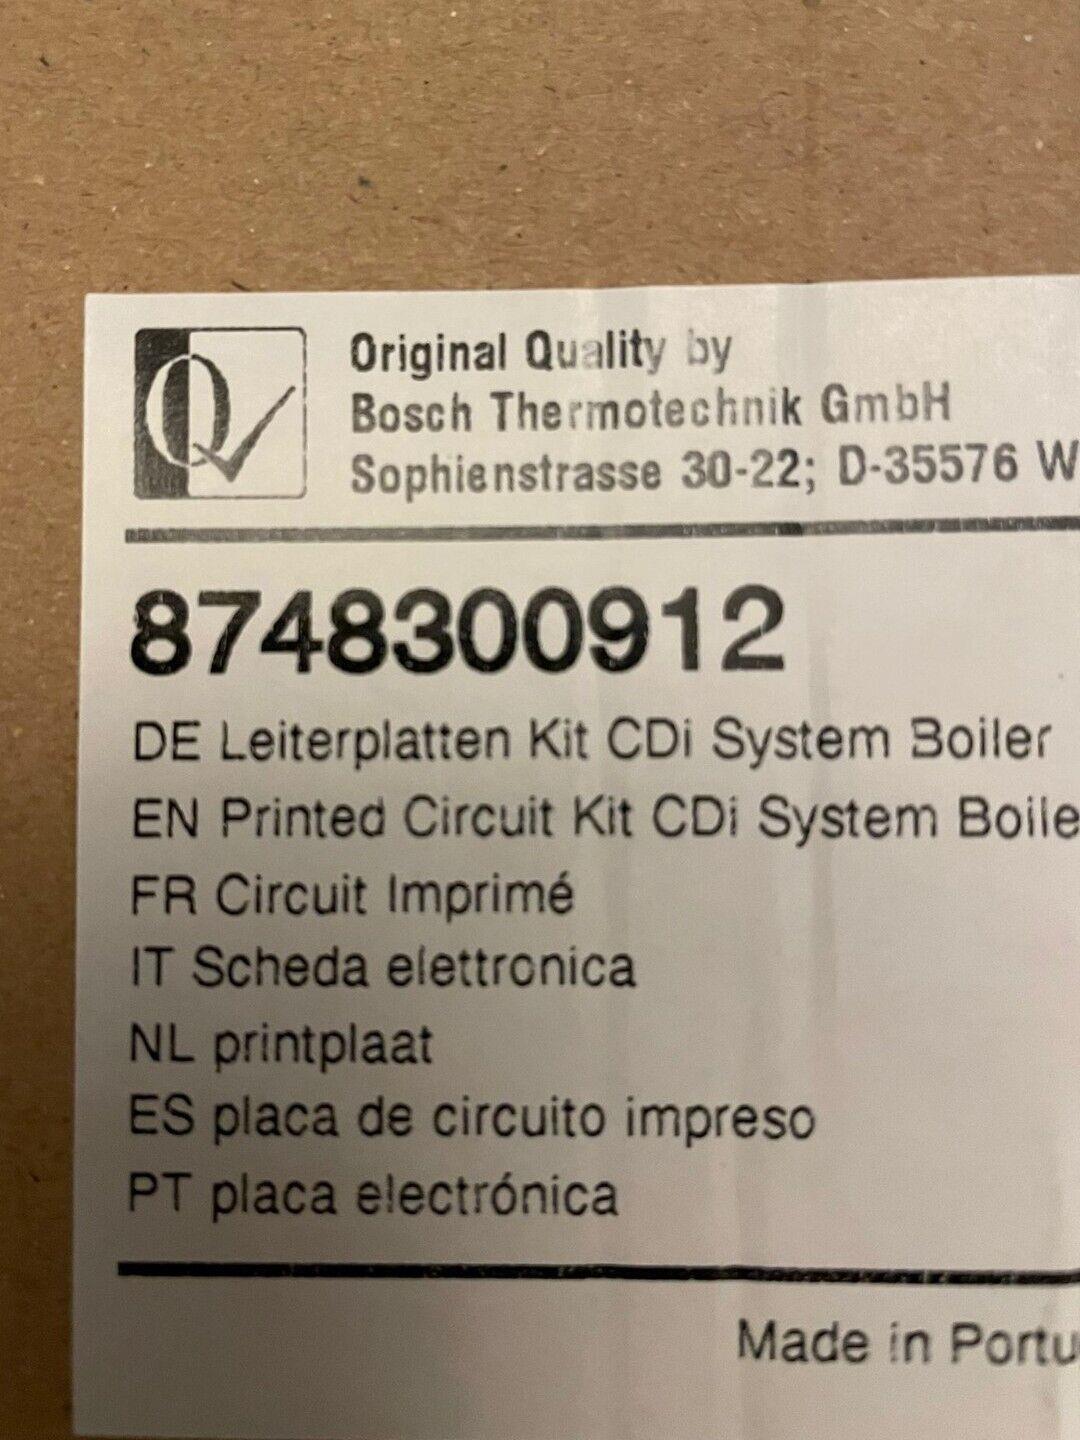 Q
Original Quality by
Bosch Thermotechnik GmbH
Sophienstrasse 30-22; D-35576 W
8748300912
DE Leiterplatten Kit CDi System Boiler
EN Printed Circuit Kit CDi System Boile
FR Circuit Imprimé
IT Scheda elettronica
NL printplaat
ES placa de circuito impreso
PT placa electrónica
Made in Portu